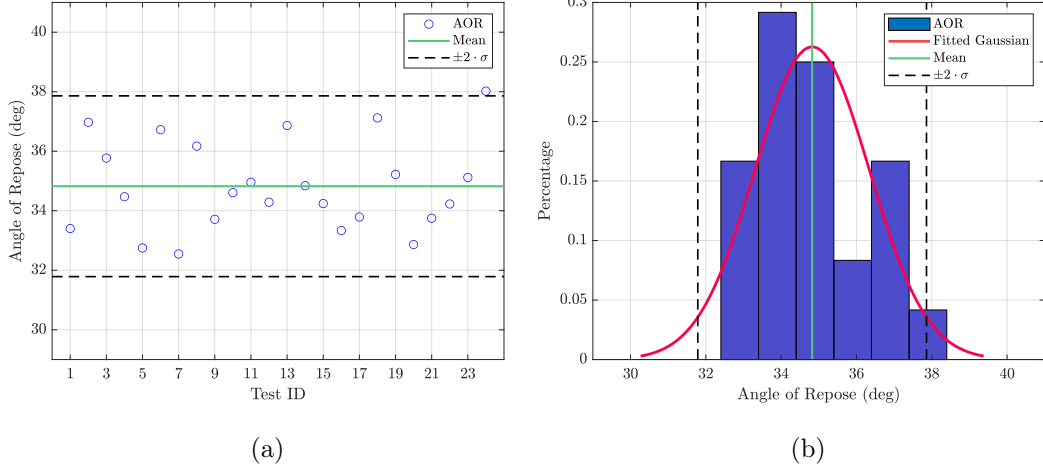 Angle of Repose (deg)
40
38
36
34
32
30
1 3 5 7 9 11 13 15 17 19 21 23
Test ID
AOR
Mean
±2 · σ
(a)
Percentage
0.3
0.25
0.2
0.15
0.1
0.05
0
30 32 34 36 38 40
Angle of Repose (deg)
AOR
Fitted Gaussian
Mean
±2 · σ
(b)